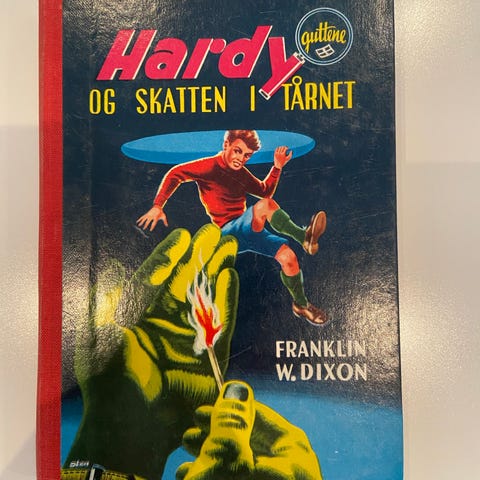 Hardy
guttene
OG SKATTEN I TÅRNET
FRANKLIN
W. DIXON